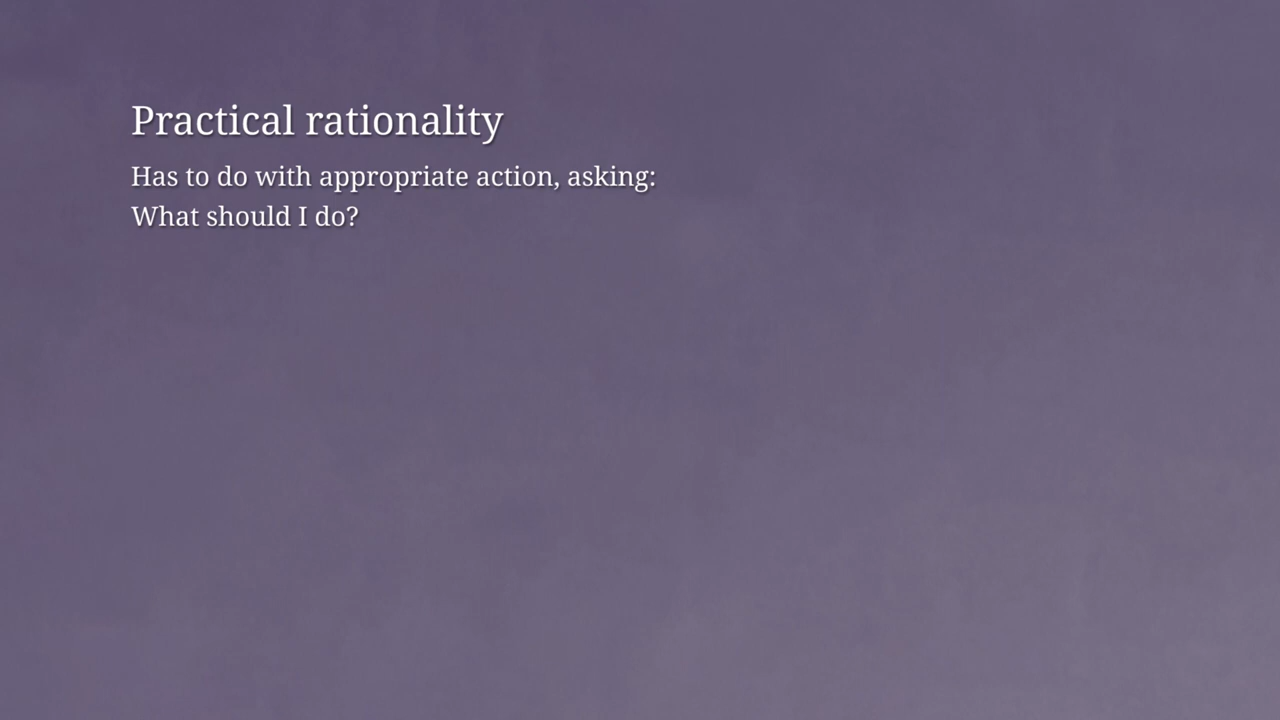 Practical rationality
Has to do with appropriate action, asking:
What should I do?